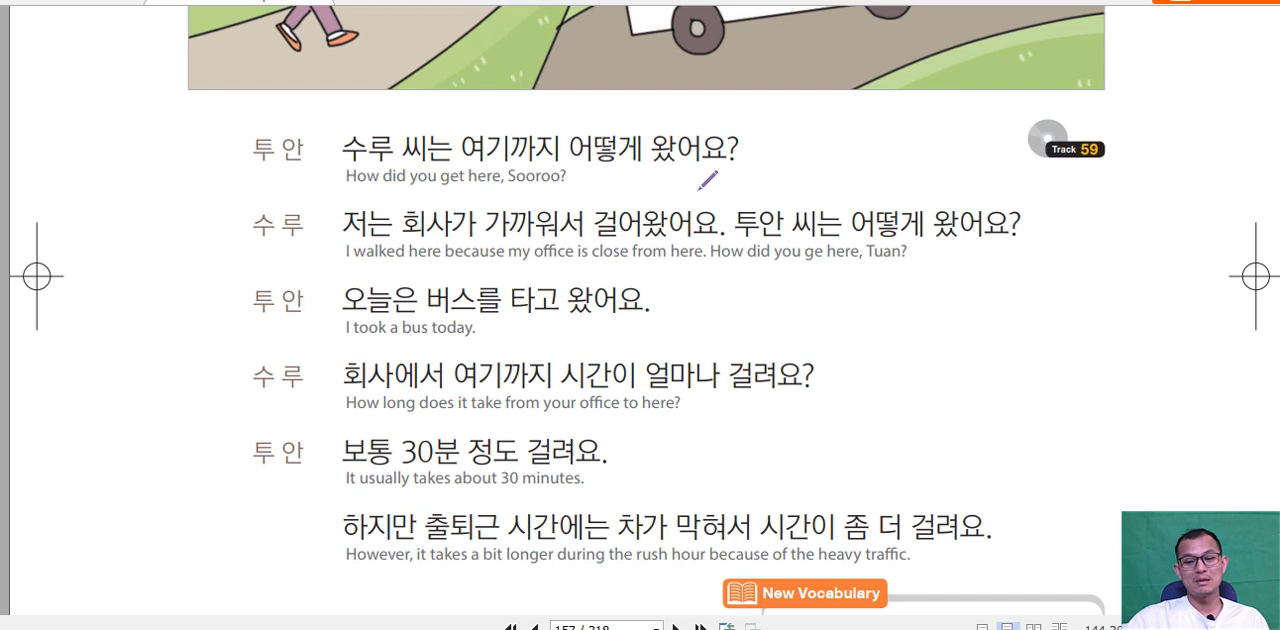 투 안 수루 씨는 여기까지 어떻게 왔어요?
How did you get here, Sooroo?
Track 59
수 루 저는 회사가 가까워서 걸어왔어요. 투안 씨는 어떻게 왔어요?
I walked here because my office is close from here. How did you ge here, Tuan?
투 안 오늘은 버스를 타고 왔어요.
I took a bus today.
수 루 회사에서 여기까지 시간이 얼마나 걸려요?
How long does it take from your office to here?
투 안 보통 30분 정도 걸려요.
It usually takes about 30 minutes.
하지만 출퇴근 시간에는 차가 막혀서 시간이 좀 더 걸려요.
However, it takes a bit longer during the rush hour because of the heavy traffic.
New Vocabulary
157 / 218